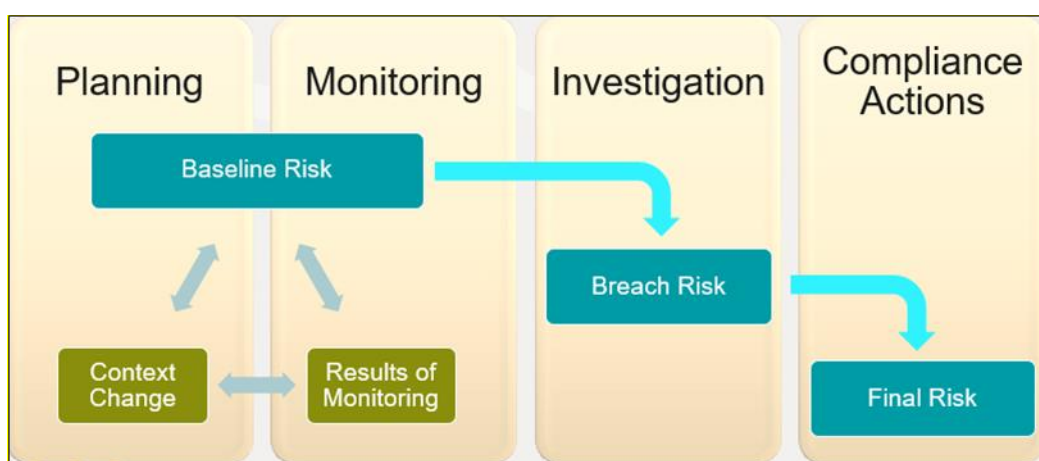 Planning
Monitoring
Investigation
Compliance
Actions
Baseline Risk
Breach Risk
Context
Change
Results of
Monitoring
Final Risk